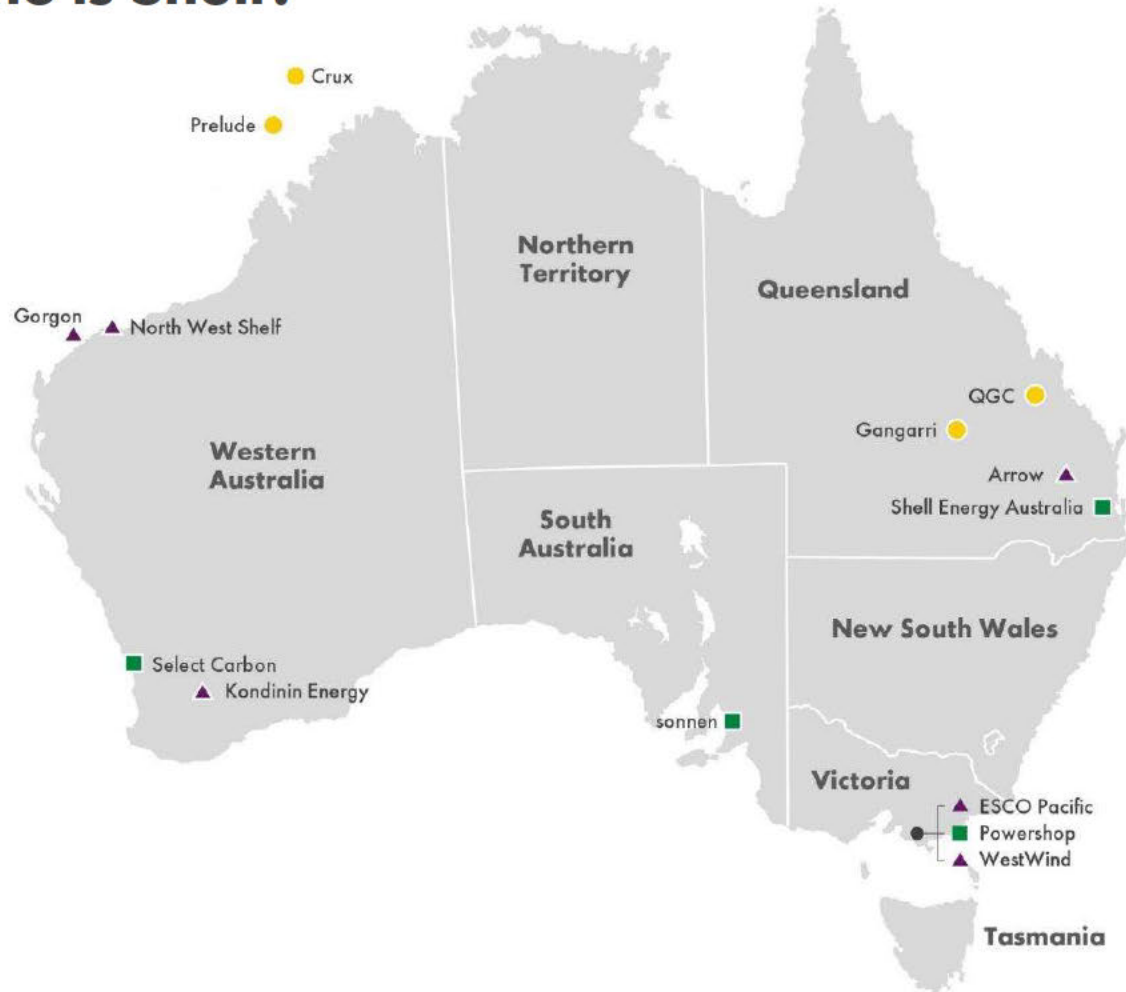 Crux
Prelude
Northern
Territory
Queensland
Gorgon
North West Shelf
QGC
Gangarri
Western
Australia
Arrow
Shell Energy Australia
South
Australia
New South Wales
Select Carbon
Kondinin Energy
sonnen
Victoria
ESCO Pacific
Powershop
WestWind
Tasmania